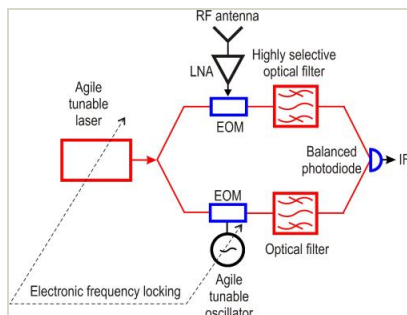 RF antenna
Agile
tunable
laser
LNA
Highly selective
optical filter
EOM
Balanced
photodiode
IF
EOM
Optical filter
Electronic frequency locking
Agile
tunable
oscillator